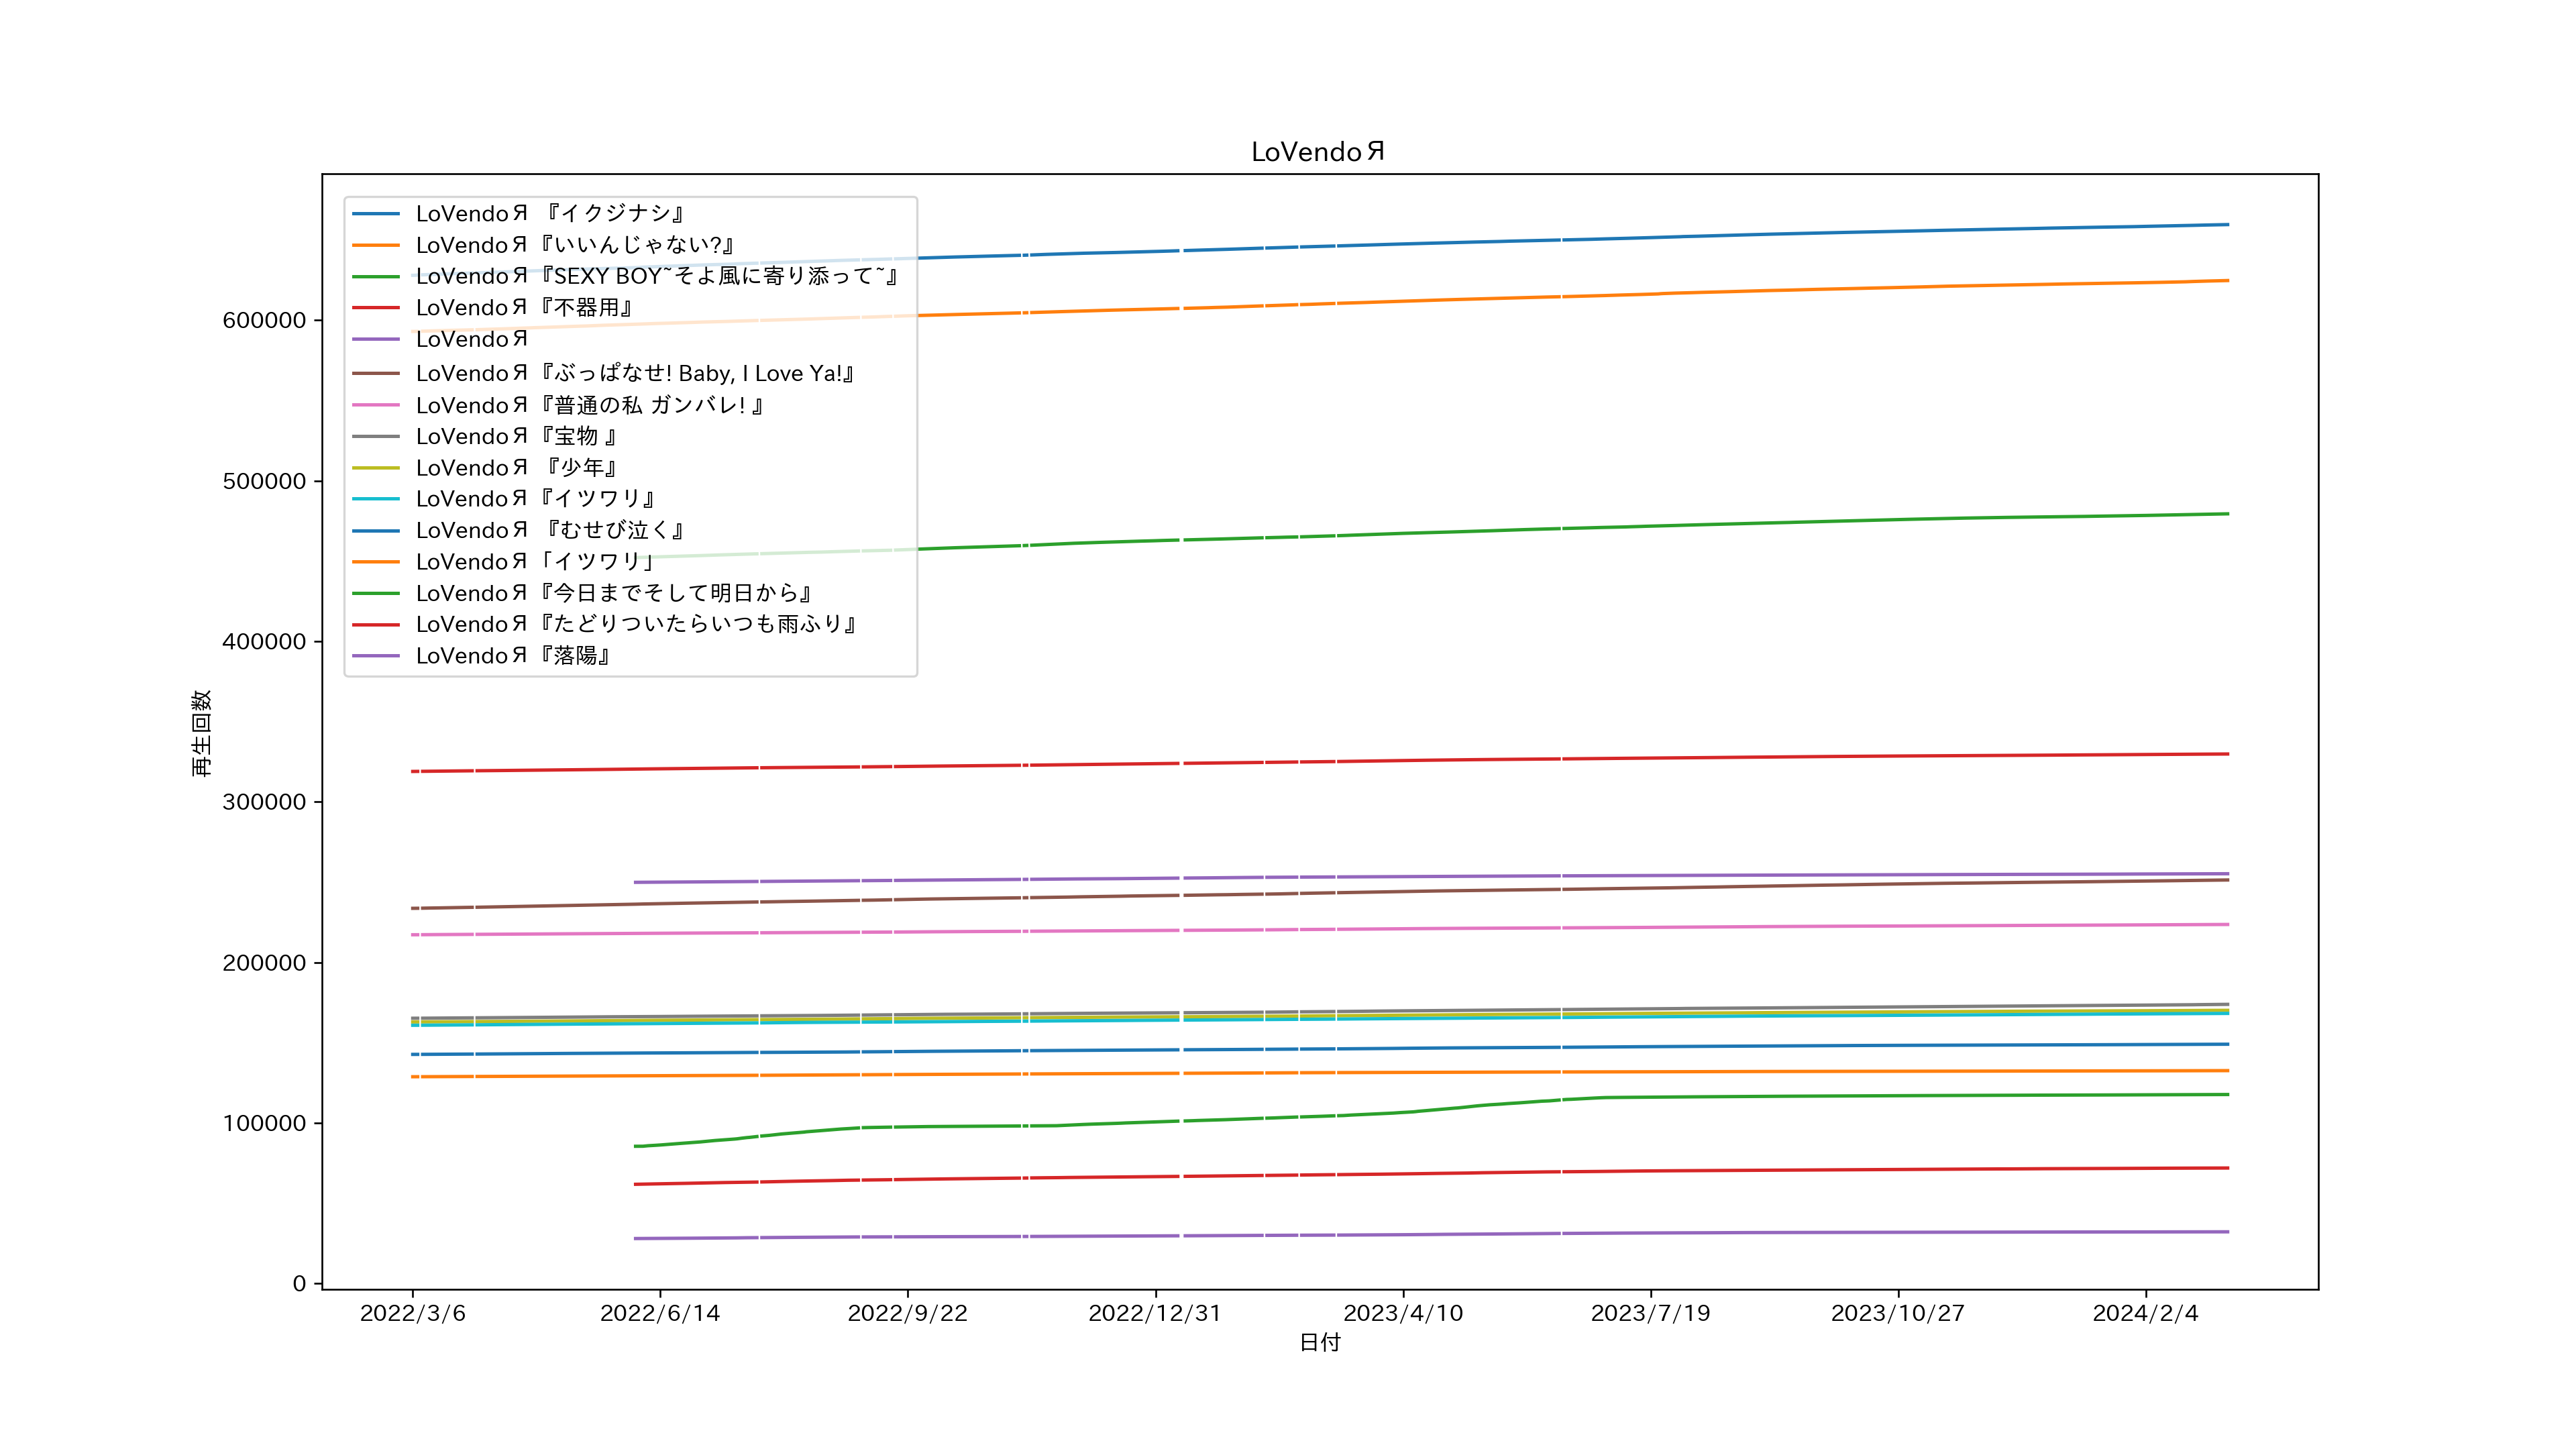 LoVendoЯ
LoVendoЯ 『イクジナシ』
LoVendoЯ『いいんじゃない?』
LoVendoЯ『SEXY BOY~そよ風に寄り添って~』
LoVendoЯ『不器用』
LoVendoЯ
LoVendoЯ『ぶっぱなせ! Baby, I Love Ya!』
LoVendoЯ『普通の私 ガンバレ! 』
LoVendoЯ『宝物 』
LoVendoЯ 『少年』
LoVendoЯ『イツワリ』
LoVendoЯ 『むせび泣く』
LoVendoЯ「イツワリ」
LoVendoЯ『今日までそして明日から』
LoVendoЯ『たどりついたらいつも雨ふり』
LoVendoЯ『落陽』
600000
500000
400000
300000
200000
100000
0
再生回数
2022/3/6
2022/6/14
2022/9/22
2022/12/31
2023/4/10
2023/7/19
2023/10/27
2024/2/4
日付